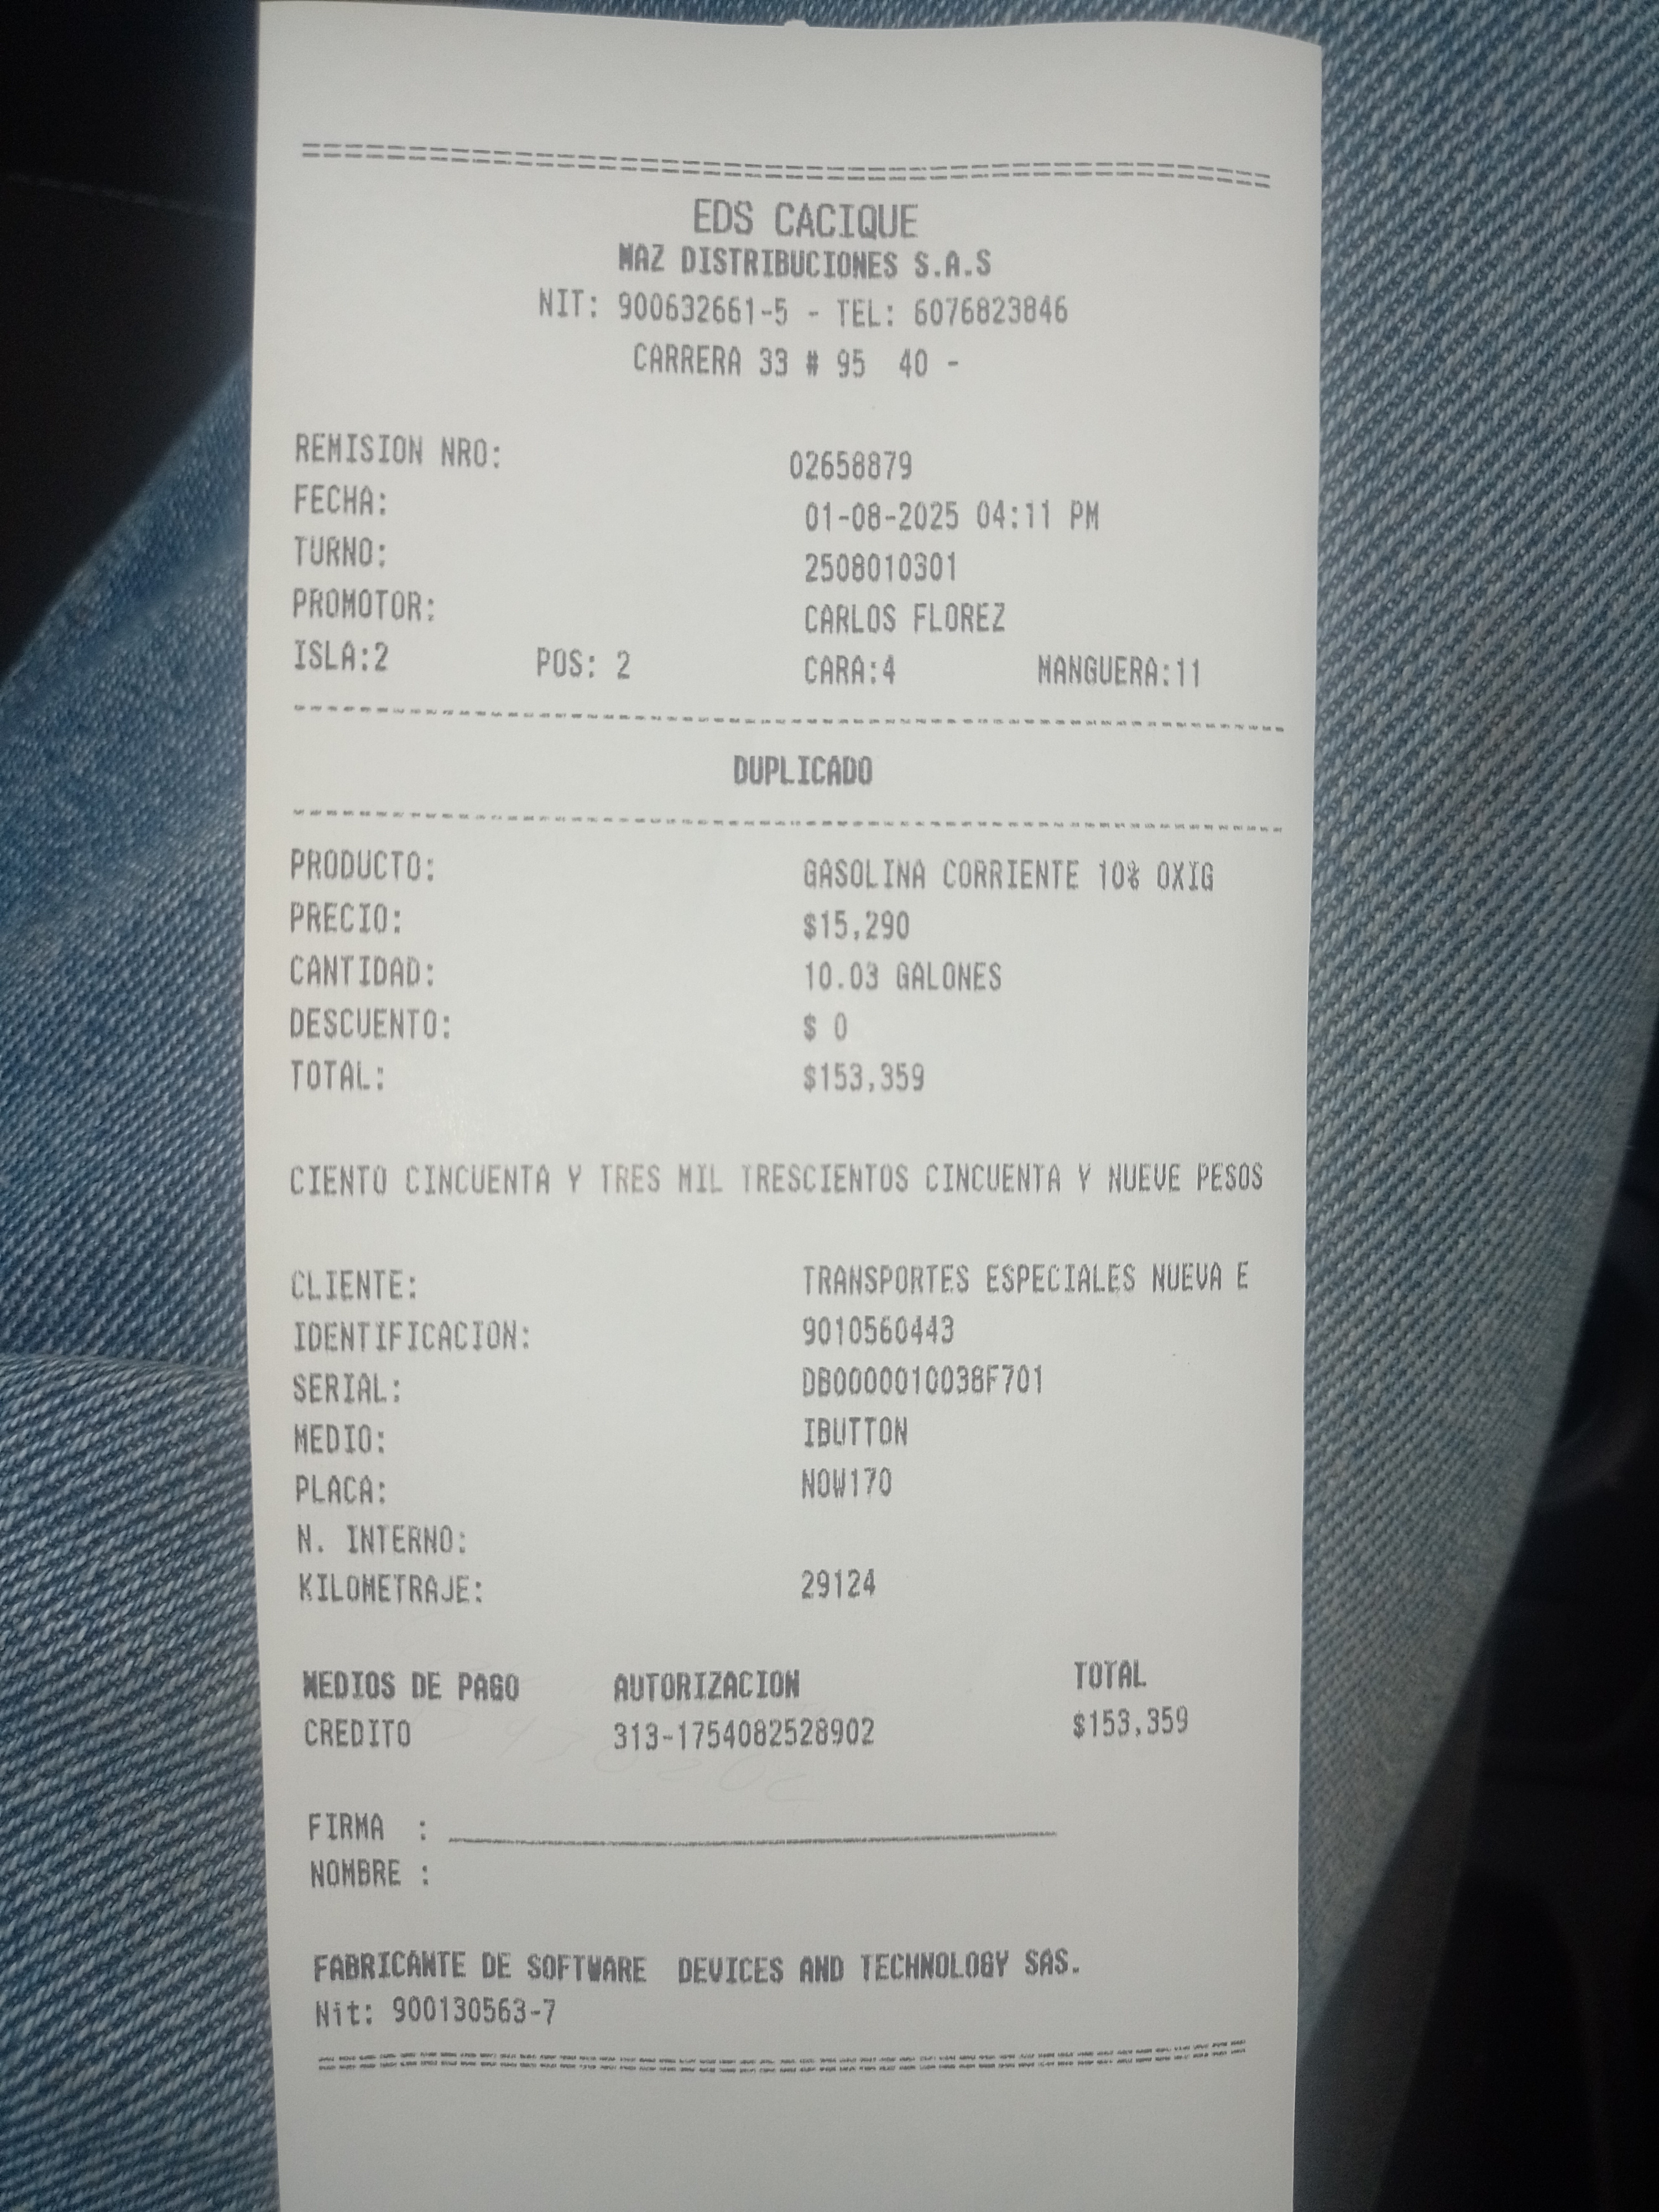 EDS CACIQUE
MAZ DISTRIBUCIONES S.A.S
NIT: 900632661-5 - TEL: 6076823846
CARRERA 33 # 95 40 -
REMISION NRO: 02658879
FECHA: 01-08-2025 04:11 PM
TURNO: 2508010301
PROMOTOR: CARLOS FLOREZ
ISLA:2 POS: 2 CARA:4 MANGUERA:11
DUPLICADO
PRODUCTO: GASOLINA CORRIENTE 10% OXIG
PRECIO: $15,290
CANTIDAD: 10.03 GALONES
DESCUENTO: $ 0
TOTAL: $153,359
CIENTO CINCUENTA Y TRES MIL TRESCIENTOS CINCUENTA Y NUEVE PESOS
CLIENTE: TRANSPORTES ESPECIALES NUEVA E
IDENTIFICACION: 9010560443
SERIAL: DB0000010038F701
MEDIO: IBUTTON
PLACA: NOW170
N. INTERNO:
KILOMETRAJE: 29124
MEDIOS DE PAGO AUTORIZACION TOTAL
CREDITO 313-1754082528902 $153,359
FIRMA :
NOMBRE :
FABRICANTE DE SOFTWARE DEVICES AND TECHNOLOGY SAS.
Nit: 900130563-7